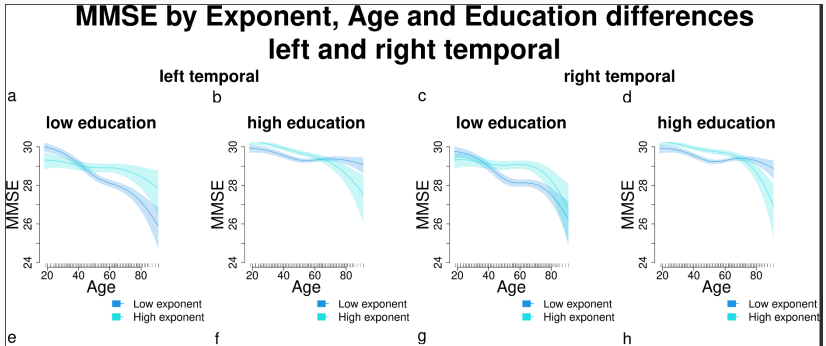 MMSE by Exponent, Age and Education differences
left and right temporal
left temporal
right temporal
a
b
c
d
low education
high education
low education
high education
MMSE
30
28
26
24
20 40 60 80
Age
Low exponent
High exponent
MMSE
30
28
26
24
20 40 60 80
Age
Low exponent
High exponent
MMSE
30
28
26
24
20 40 60 80
Age
Low exponent
High exponent
MMSE
30
28
26
24
20 40 60 80
Age
Low exponent
High exponent
e
f
g
h